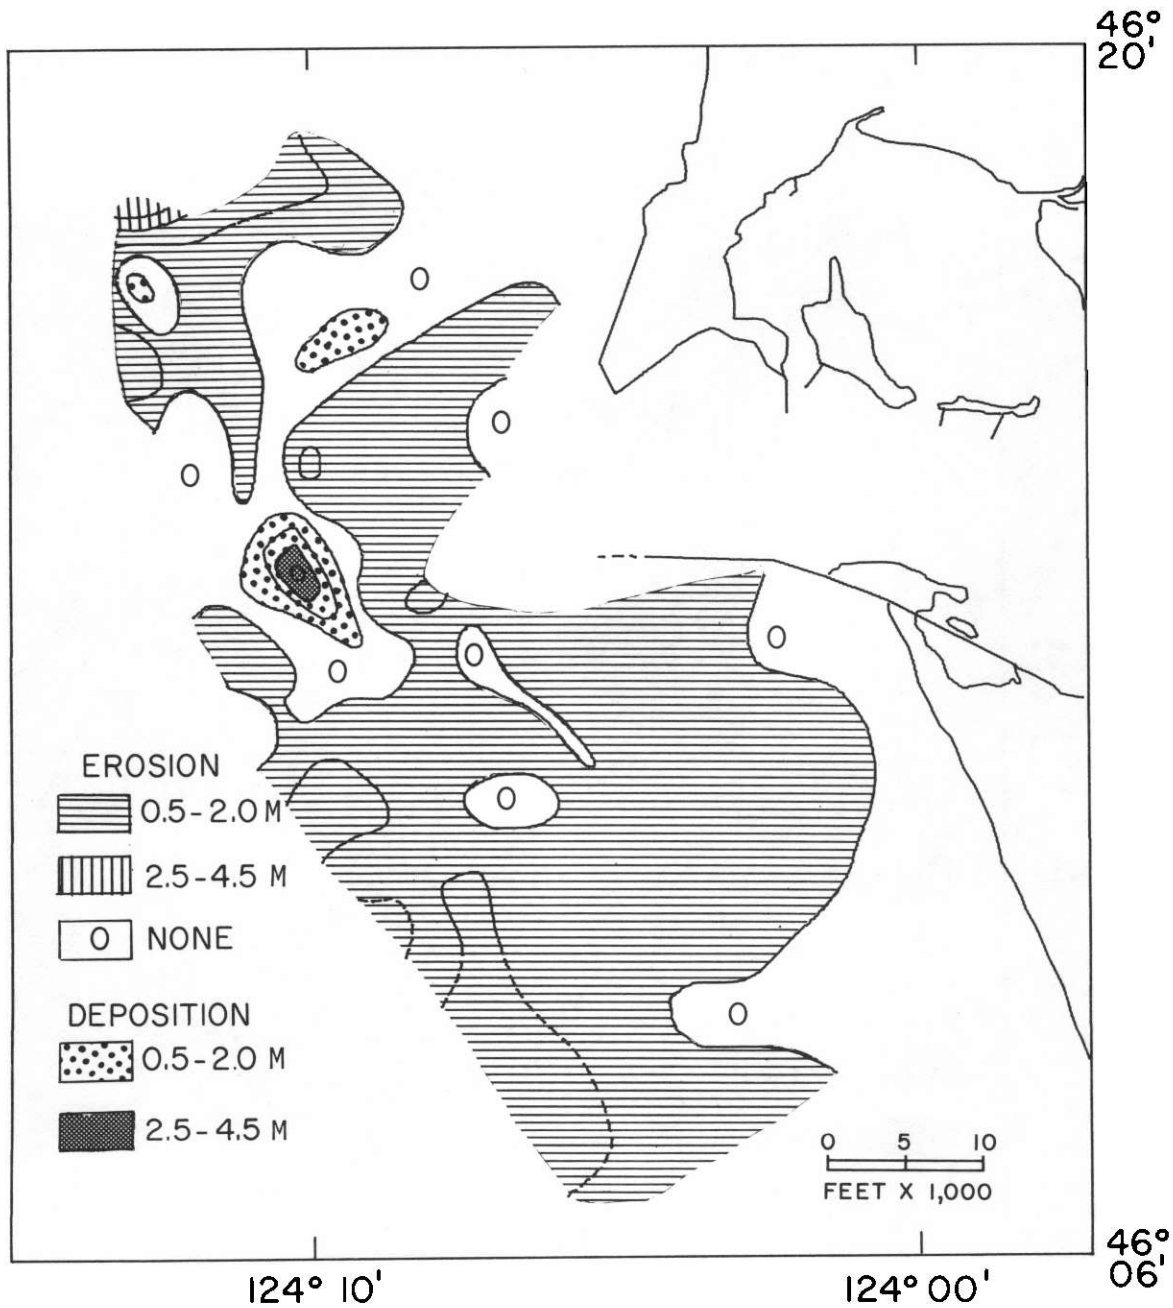 46°
20'
O
O
O
O
O
O
O
O
O
EROSION
0.5-2.0 M
2.5-4.5 M
O NONE
DEPOSITION
0.5-2.0 M
2.5-4.5 M
0 5 10
FEET X 1,000
46°
06'
124° 10'
124° 00'